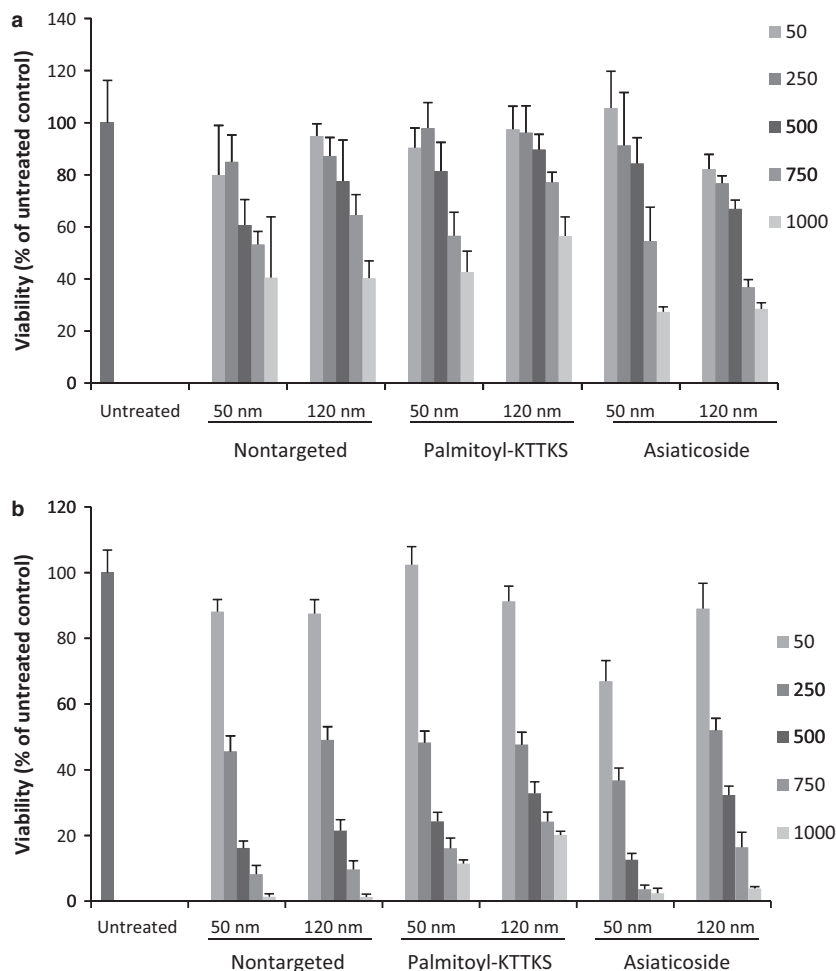 a
140
120
100
80
60
40
20
0
Viability (% of untreated control)
50
250
500
750
1000
Untreated
50 nm
120 nm
50 nm
120 nm
50 nm
120 nm
Nontargeted
Palmitoyl-KTTKS
Asiaticoside
b
120
100
80
60
40
20
0
Viability (% of untreated control)
50
250
500
750
1000
Untreated
50 nm
120 nm
50 nm
120 nm
50 nm
120 nm
Nontargeted
Palmitoyl-KTTKS
Asiaticoside